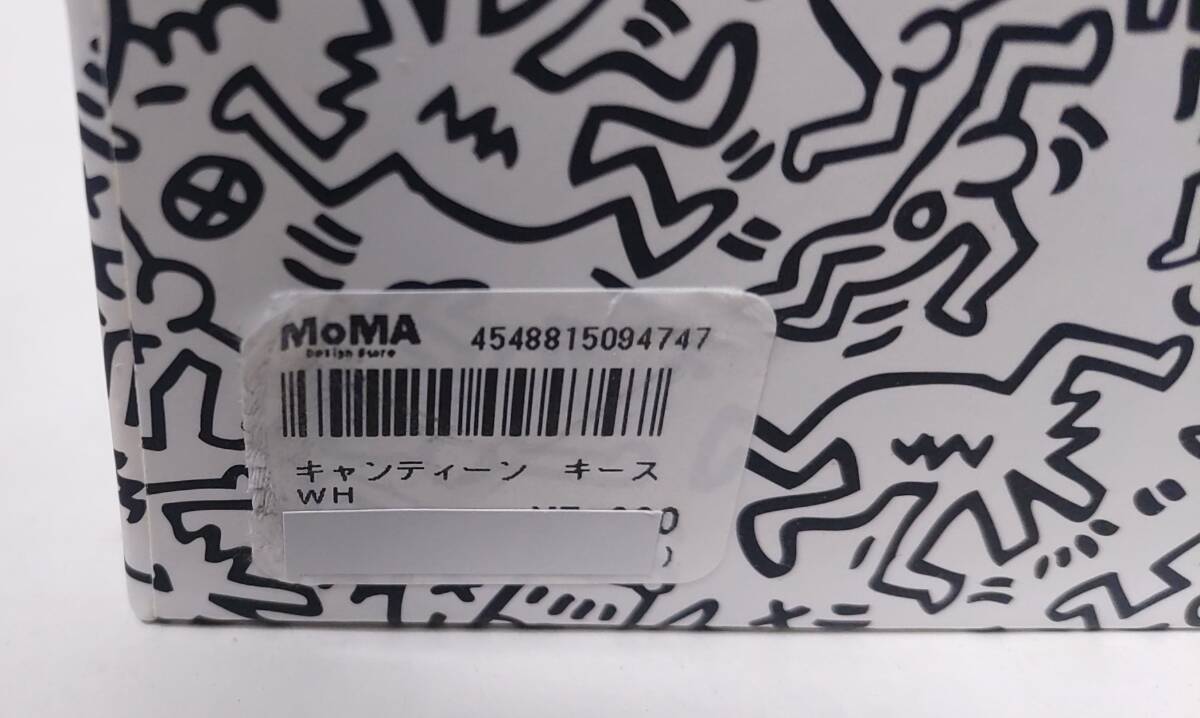 MoMA 4548815094747
Design Store
キャンティーン キース
WH